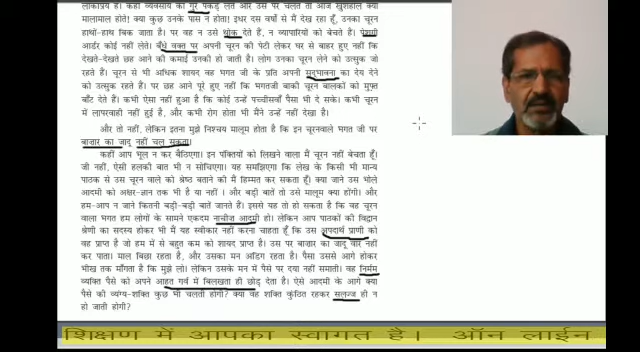 लोकप्रिय है। कहीं व्यवसाय का गुर पकड़ लेते और उस पर चलते तो आज खुशहाल क्या
मालामाल होते! क्या कुछ उनके पास न होता! इधर दस वर्षों से मैं देख रहा हूँ, उनका चूरन
हाथों-हाथ बिक जाता है। पर वह न उसे थोक देते हैं, न व्यापारियों को बेचते हैं। पेशगी
आर्डर कोई नहीं लेते। बँधे वक्त पर अपनी चूरन की पेटी लेकर घर से बाहर हुए नहीं कि
देखते-देखते छह आने की कमाई उनकी हो जाती है। लोग उनका चूरन लेने को उत्सुक जो
रहते हैं। चूरन से भी अधिक शायद वह भगत जी के प्रति अपनी सद्भावना का देय देने
को उत्सुक रहते हैं। पर छह आने पूरे हुए नहीं कि भगतजी बाकी चूरन बालकों को मुफ़्त
बाँट देते हैं। कभी ऐसा नहीं हुआ है कि कोई उन्हें पच्चीसवाँ पैसा भी दे सके। कभी चूरन
में लापरवाही नहीं हुई है, और कभी रोग होता भी मैंने उन्हें नहीं देखा है।
और तो नहीं, लेकिन इतना मुझे निश्चय मालूम होता है कि इन चूरनवाले भगत जी पर
बाज़ार का जादू नहीं चल सकता।
कहीं आप भूल न कर बैठिएगा। इन पंक्तियों को लिखने वाला मैं चूरन नहीं बेचता हूँ।
जी नहीं, ऐसी हलकी बात भी न सोचिएगा। यह समझिएगा कि लेख के किसी भी मान्य
पाठक से उस चूरन वाले को श्रेष्ठ बताने की मैं हिम्मत कर सकता हूँ। क्या जाने उस भोले
आदमी को अक्षर-ज्ञान तक भी है या नहीं। और बड़ी बातें तो उसे मालूम क्या होंगी। और
हम-आप न जाने कितनी बड़ी-बड़ी बातें जानते हैं। इससे यह तो हो सकता है कि वह चूरन
वाला भगत हम लोगों के सामने एकदम नाचीज़ आदमी हो। लेकिन आप पाठकों की विद्वान
श्रेणी का सदस्य होकर भी मैं यह स्वीकार नहीं करना चाहता हूँ कि उस अपदार्थ प्राणी को
वह प्राप्त है जो हम में से बहुत कम को शायद प्राप्त है। उस पर बाज़ार का जादू वार नहीं
कर पाता। माल बिछा रहता है, और उसका मन अडिग रहता है। पैसा उससे आगे होकर
भीख तक माँगता है कि मुझे लो। लेकिन उसके मन में पैसे पर दया नहीं समाती। वह निर्मम
व्यक्ति पैसे को अपने आहत गर्व में बिलखता ही छोड़ देता है। ऐसे आदमी के आगे क्या
पैसे की व्यंग्य-शक्ति कुछ भी चलती होगी? क्या वह शक्ति कुंठित रहकर सलज्ज ही न
हो जाती होगी?
शिक्षण में आपका स्वागत है। ऑन लाईन